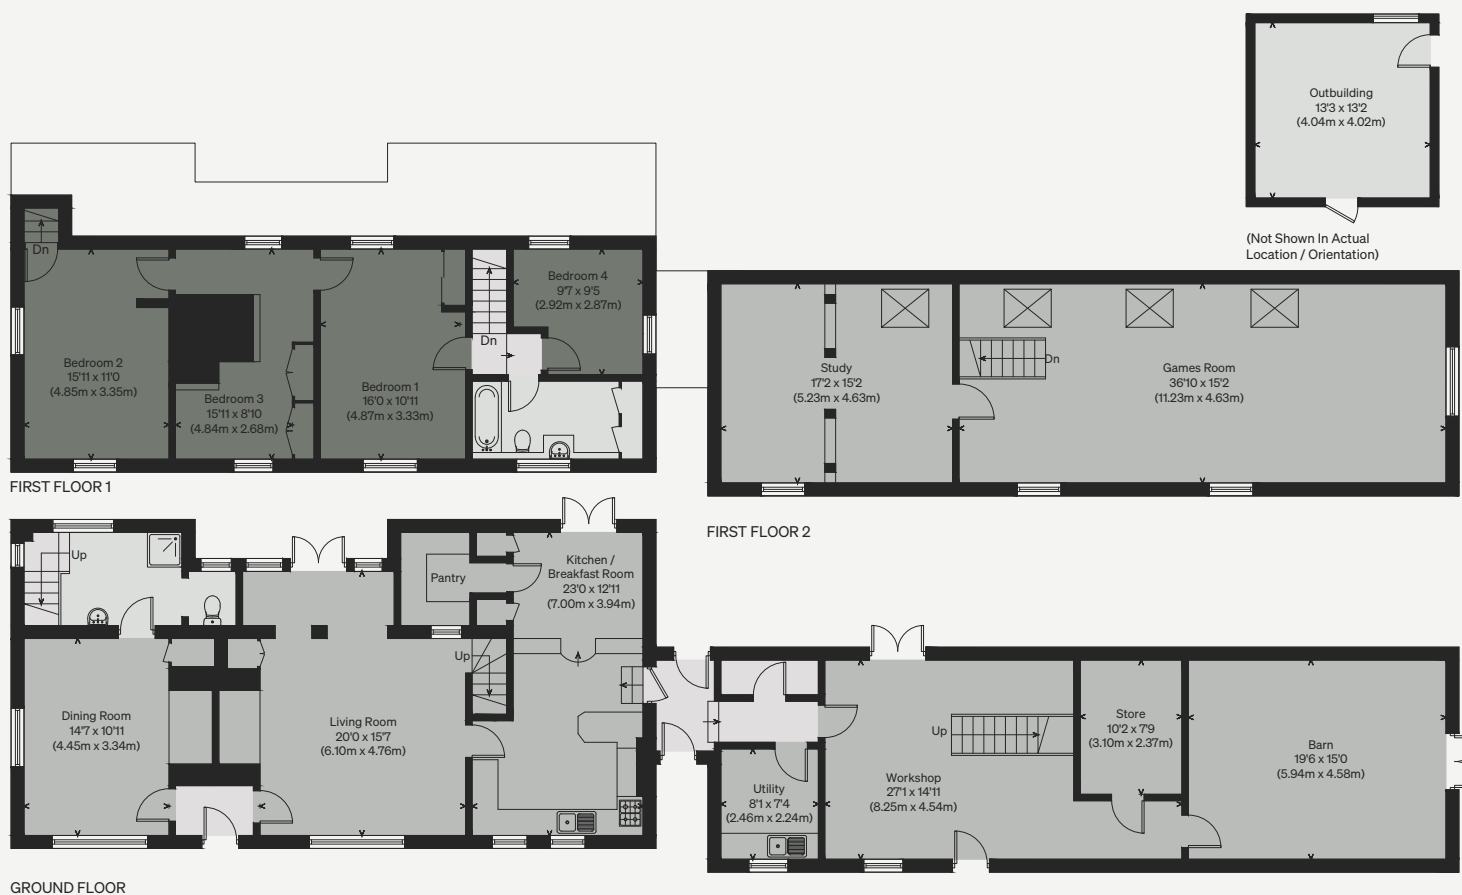 Outbuilding
13'3 x 13'2
(4.04m x 4.02m)
(Not Shown In Actual
Location / Orientation)
Dn
Bedroom 2
15'11 x 11'0
(4.85m x 3.35m)
Bedroom 3
15'11 x 8'10
(4.84m x 2.68m)
Bedroom 1
16'0 x 10'11
(4.87m x 3.33m)
Dn
Bedroom 4
9'7 x 9'5
(2.92m x 2.87m)
FIRST FLOOR 1
Study
17'2 x 15'2
(5.23m x 4.63m)
Dn
Games Room
36'10 x 15'2
(11.23m x 4.63m)
FIRST FLOOR 2
Up
Pantry
Kitchen /
Breakfast Room
23'0 x 12'11
(7.00m x 3.94m)
Up
Dining Room
14'7 x 10'11
(4.45m x 3.34m)
Living Room
20'0 x 15'7
(6.10m x 4.76m)
Utility
8'1 x 7'4
(2.46m x 2.24m)
Up
Workshop
27'1 x 14'11
(8.25m x 4.54m)
Store
10'2 x 7'9
(3.10m x 2.37m)
Barn
19'6 x 15'0
(5.94m x 4.58m)
GROUND FLOOR